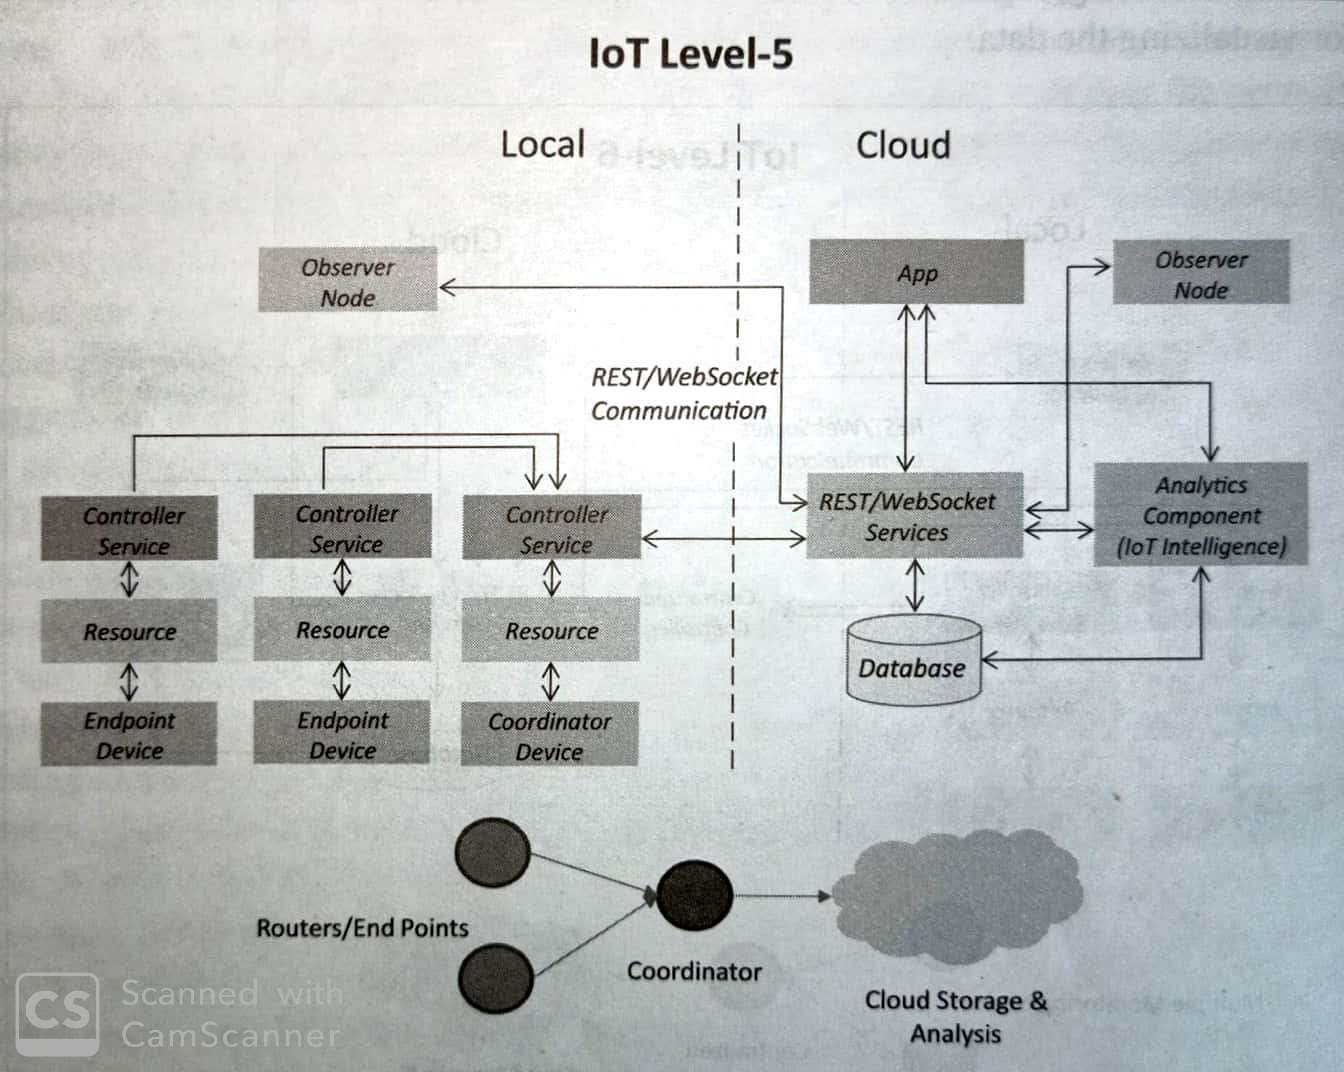 IoT Level-5
Local
Cloud
Observer
Node
App
Observer
Node
REST/WebSocket
Communication
Controller
Service
Controller
Service
Controller
Service
REST/WebSocket
Services
Analytics
Component
(IoT Intelligence)
Resource
Resource
Resource
Database
Endpoint
Device
Endpoint
Device
Coordinator
Device
Routers/End Points
Coordinator
Cloud Storage &
Analysis
CS
Scanned with
CamScanner